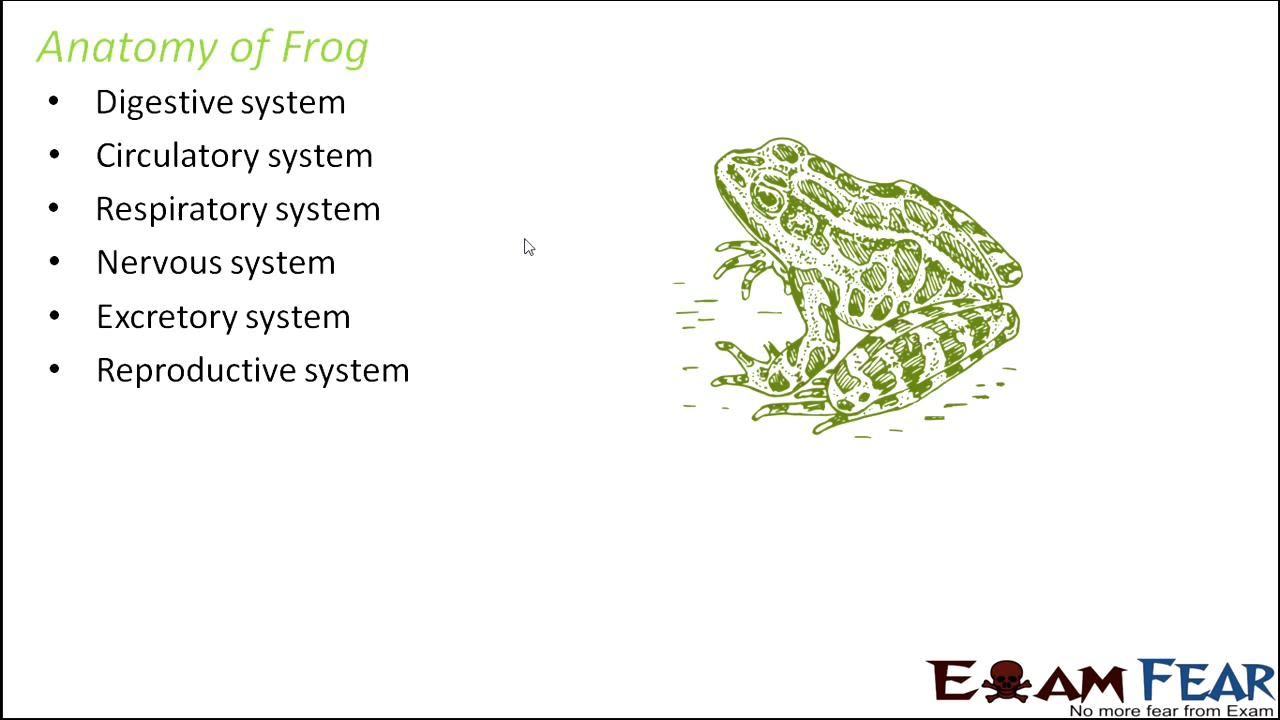 Anatomy of Frog
• Digestive system
• Circulatory system
• Respiratory system
• Nervous system
• Excretory system
• Reproductive system
EXAM FEAR
No more fear from Exam